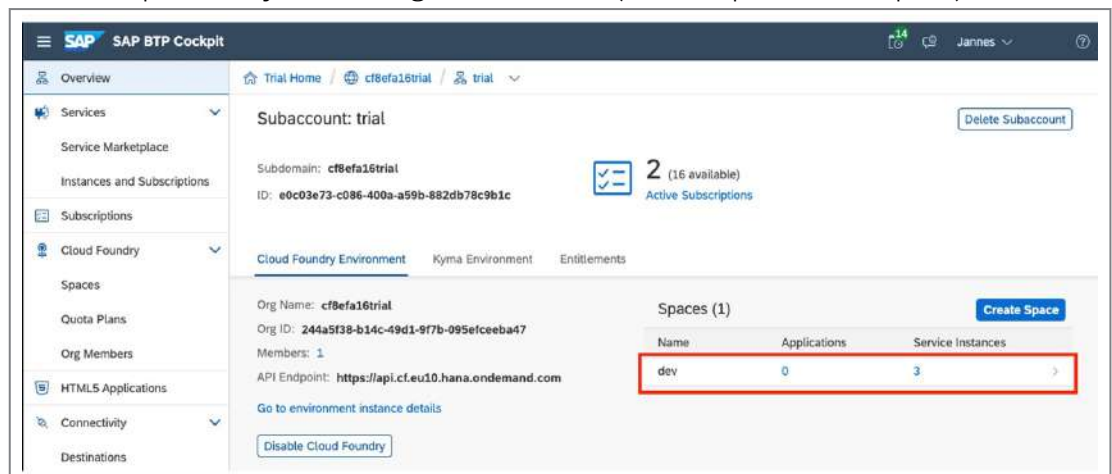 SAP SAP BTP Cockpit
14
Jannes
Overview
Services
Service Marketplace
Instances and Subscriptions
Subscriptions
Cloud Foundry
Spaces
Quota Plans
Org Members
HTML5 Applications
Connectivity
Destinations
Trial Home / cf8efa16trial / trial
Subaccount: trial
Delete Subaccount
Subdomain: cf8efa16trial
ID: e0c03e73-c086-400a-a59b-882db78c9b1c
2 (16 available)
Active Subscriptions
Cloud Foundry Environment Kyma Environment Entitlements
Org Name: cf8efa16trial
Org ID: 244a5f38-b14c-49d1-9f7b-095efceeba47
Members: 1
API Endpoint: https://api.cf.eu10.hana.ondemand.com
Go to environment instance details
Disable Cloud Foundry
Spaces (1)
Create Space
Name Applications Service Instances
dev 0 3